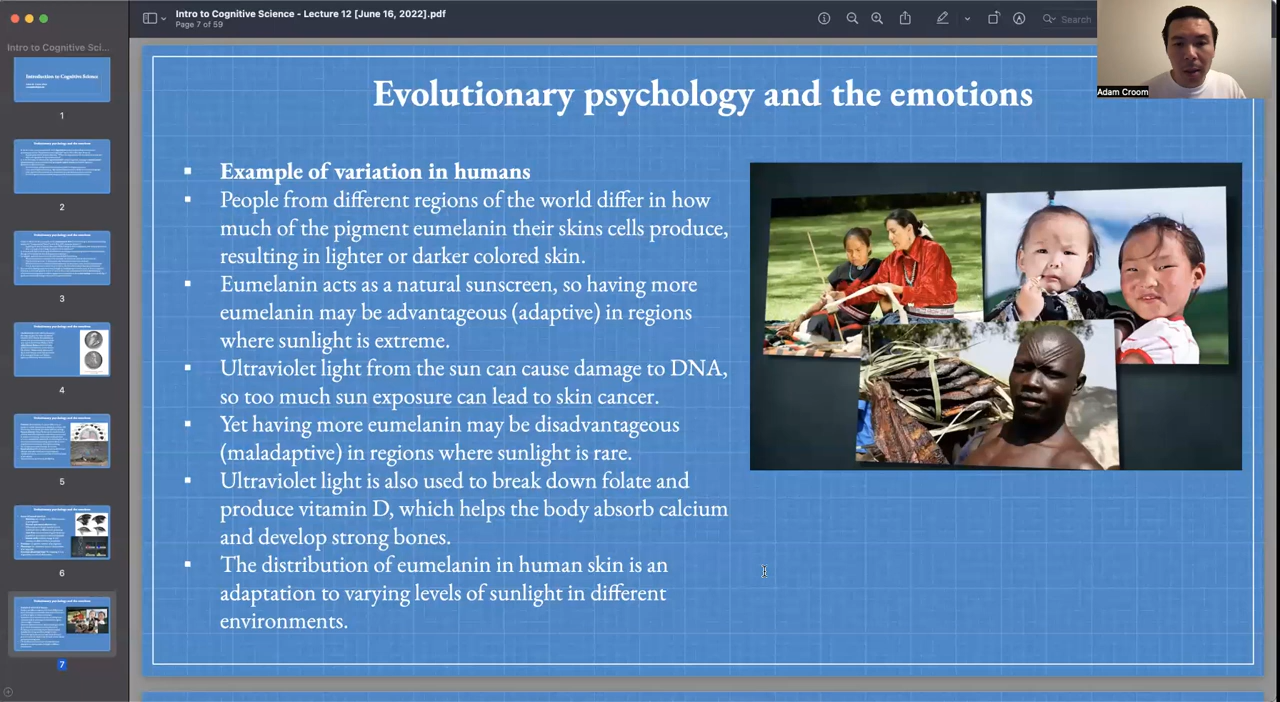 Intro to Cognitive Science - Lecture 12 [June 16, 2022].pdf
Page 7 of 59
Search
Intro to Cognitive Sci...
Adam Croom
Introduction to Cognitive Science
1
2
3
4
5
6
7
Evolutionary psychology and the emotions
Example of variation in humans
People from different regions of the world differ in how
much of the pigment eumelanin their skins cells produce,
resulting in lighter or darker colored skin.
Eumelanin acts as a natural sunscreen, so having more
eumelanin may be advantageous (adaptive) in regions
where sunlight is extreme.
Ultraviolet light from the sun can cause damage to DNA,
so too much sun exposure can lead to skin cancer.
Yet having more eumelanin may be disadvantageous
(maladaptive) in regions where sunlight is rare.
Ultraviolet light is also used to break down folate and
produce vitamin D, which helps the body absorb calcium
and develop strong bones.
The distribution of eumelanin in human skin is an
adaptation to varying levels of sunlight in different
environments.